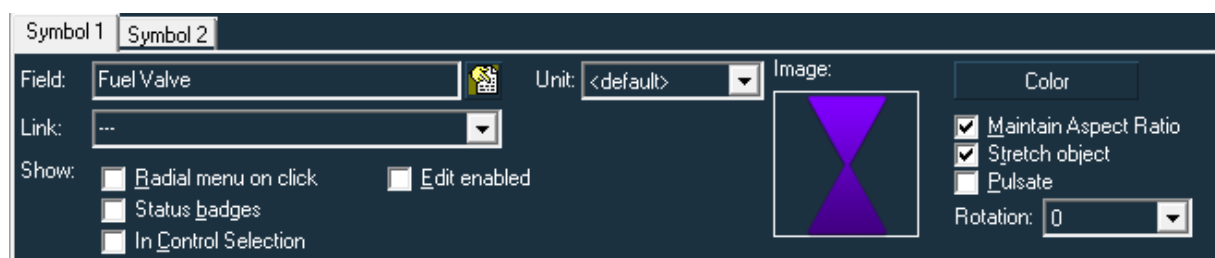 Symbol 1 Symbol 2
Field: Fuel Valve Unit: <default> Image: Color
Link: --- Maintain Aspect Ratio
Stretch object
Show: Radial menu on click Edit enabled Pulsate
Status badges Rotation: 0
In Control Selection